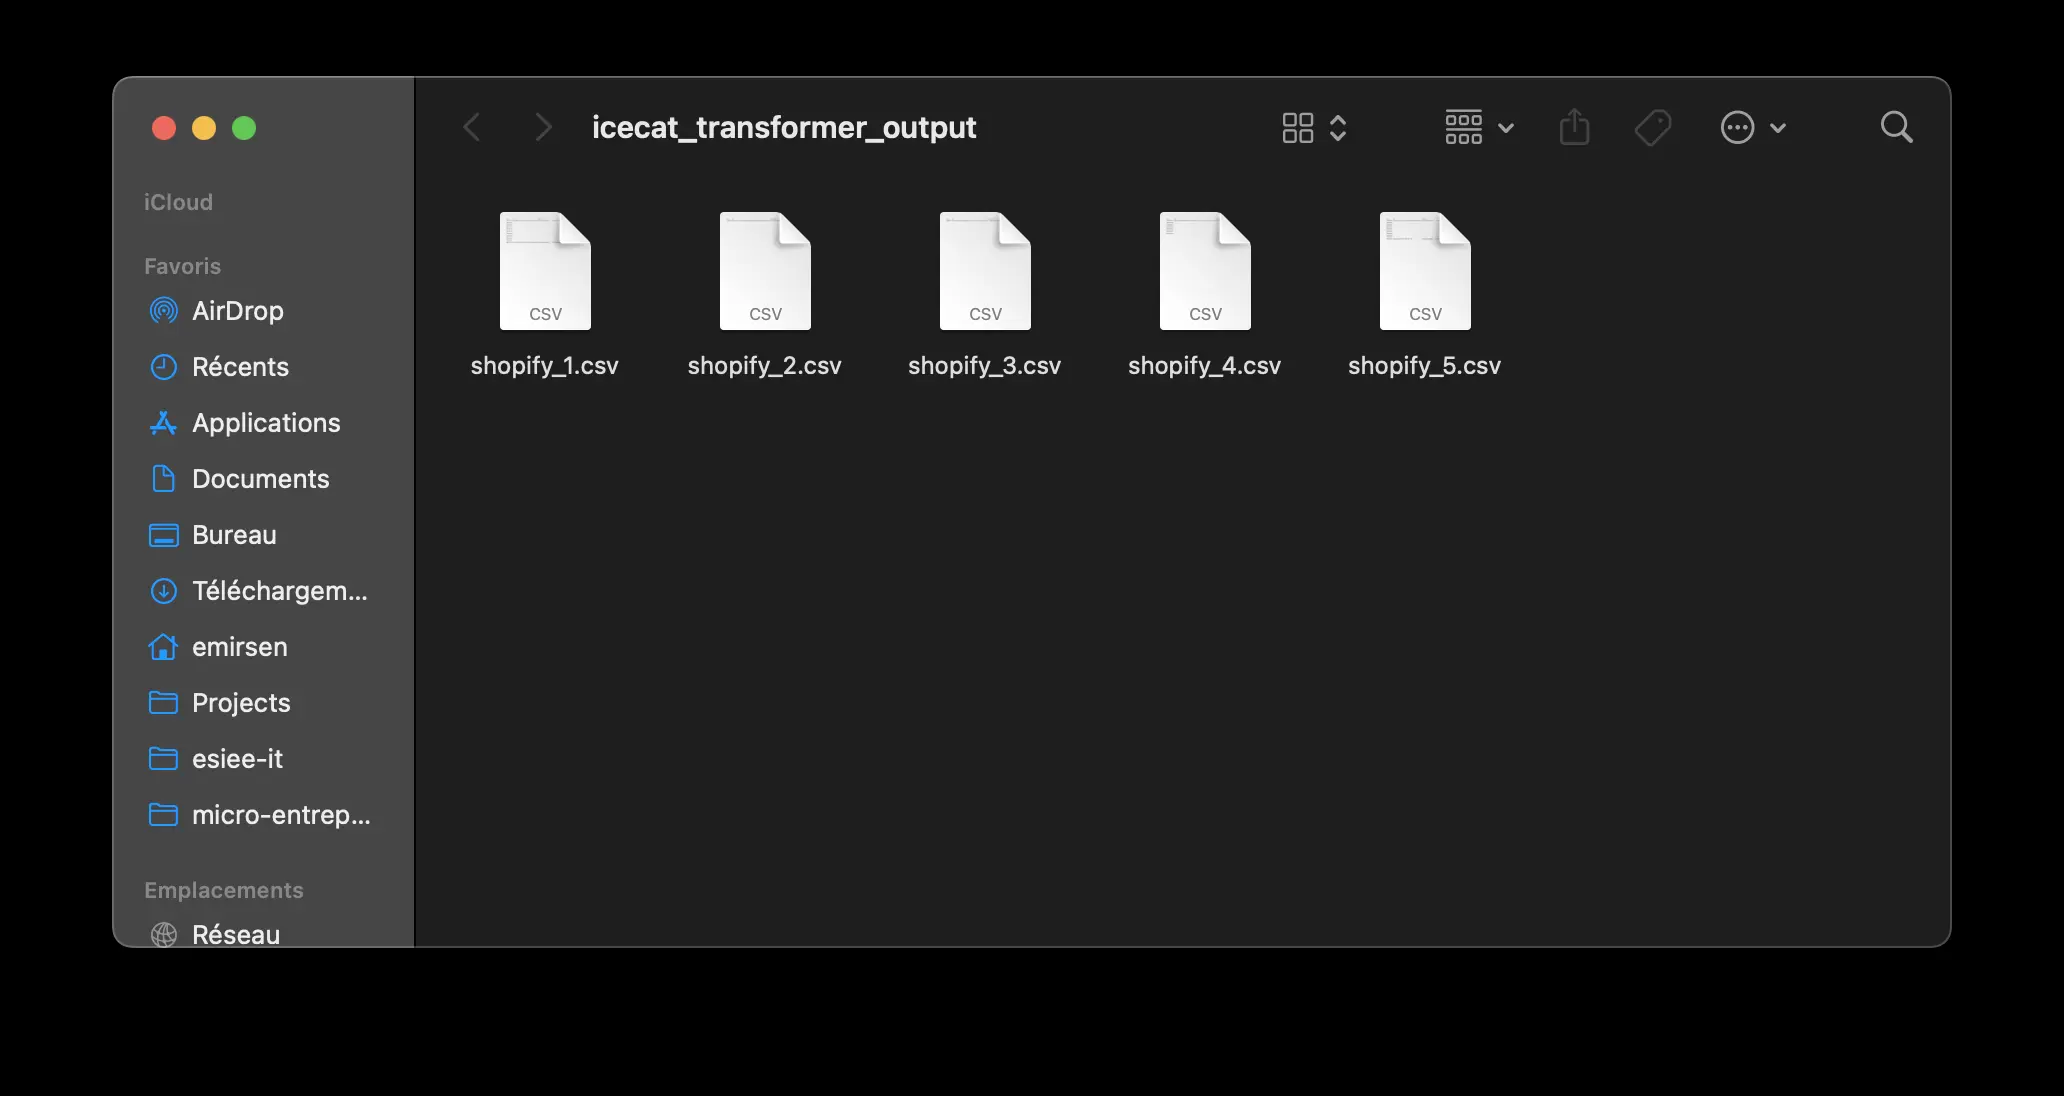 icecat_transformer_output
iCloud
Favoris
AirDrop
Récents
Applications
Documents
Bureau
Téléchargem...
emirsen
Projects
esiee-it
micro-entrep...
Emplacements
Réseau
CSV
CSV
CSV
CSV
CSV
shopify_1.csv
shopify_2.csv
shopify_3.csv
shopify_4.csv
shopify_5.csv